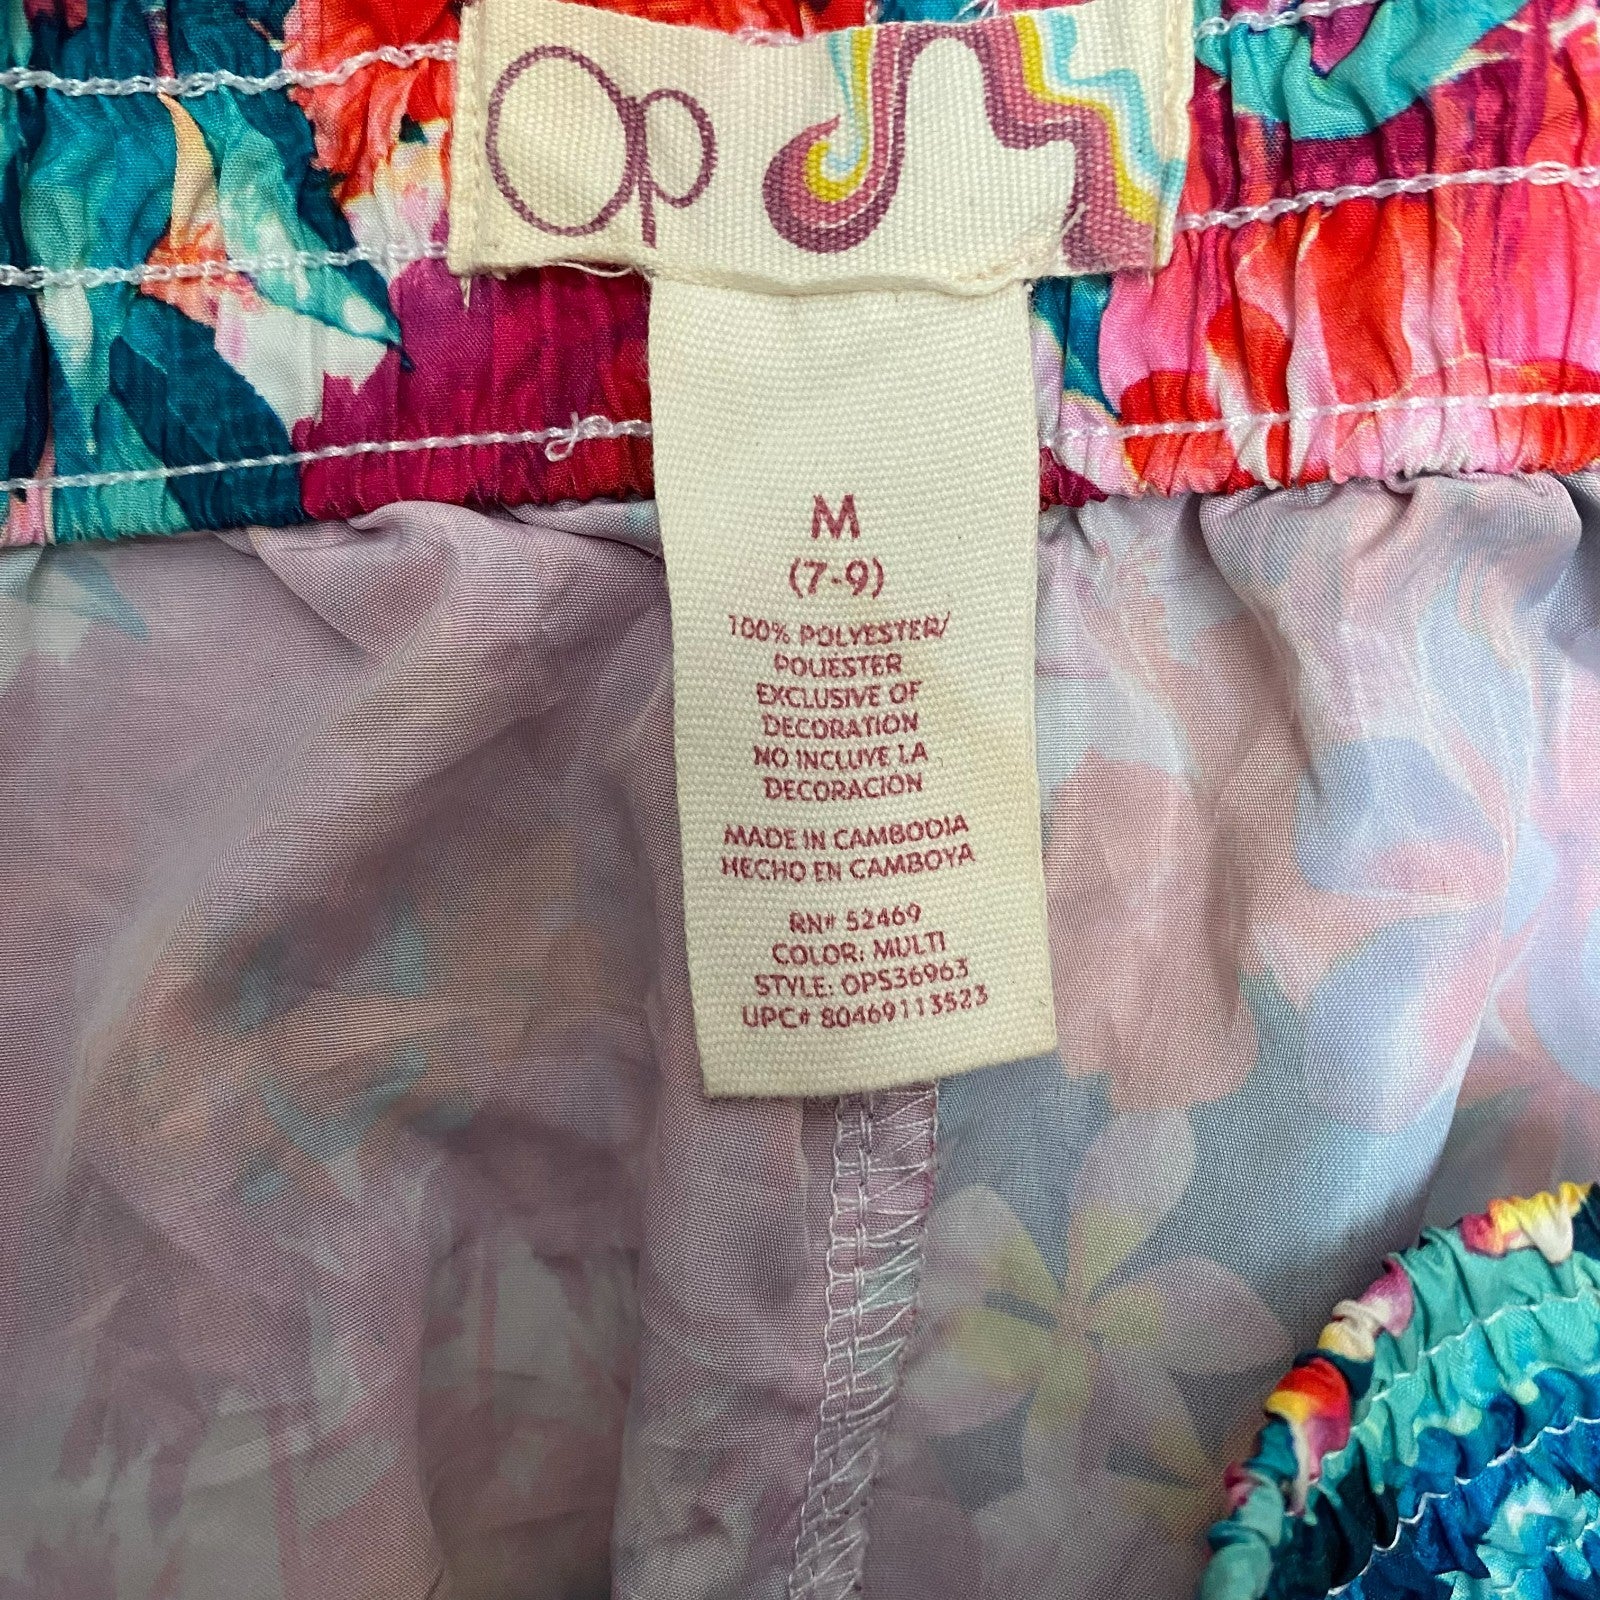 Op
M
(7-9)
100% POLYESTER/
POLIESTER
EXCLUSIVE OF
DECORATION
NO INCLUYE LA
DECORACION
MADE IN CAMBODIA
HECHO EN CAMBOYA
RN# 52469
COLOR: MULTI
STYLE: OPS36963
UPC# 80469113523